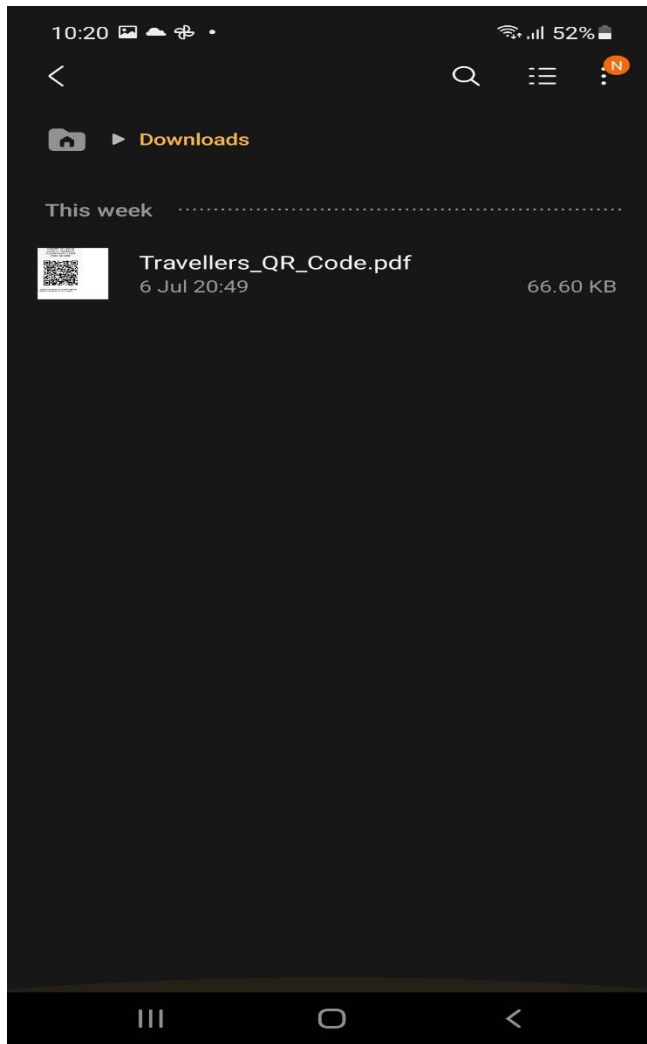 10:20 52%
N
Downloads
This week
Travellers_QR_Code.pdf
6 Jul 20:49 66.60 KB